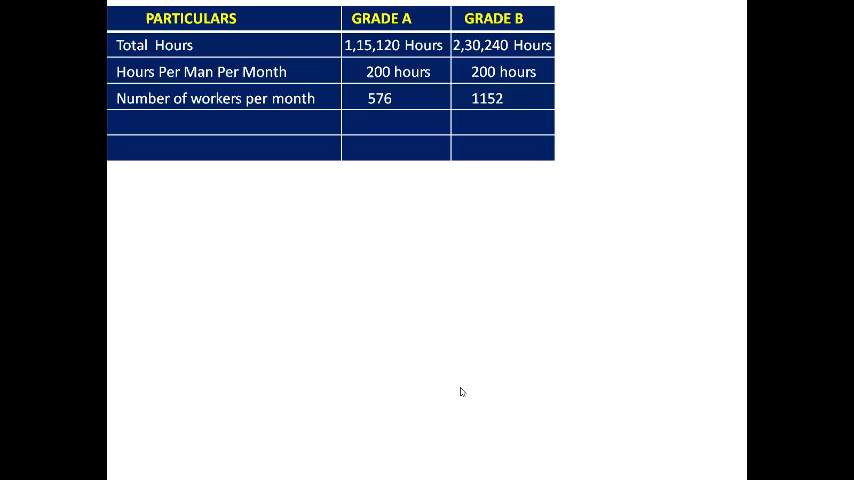 PARTICULARS GRADE A GRADE B
Total Hours 1,15,120 Hours 2,30,240 Hours
Hours Per Man Per Month 200 hours 200 hours
Number of workers per month 576 1152